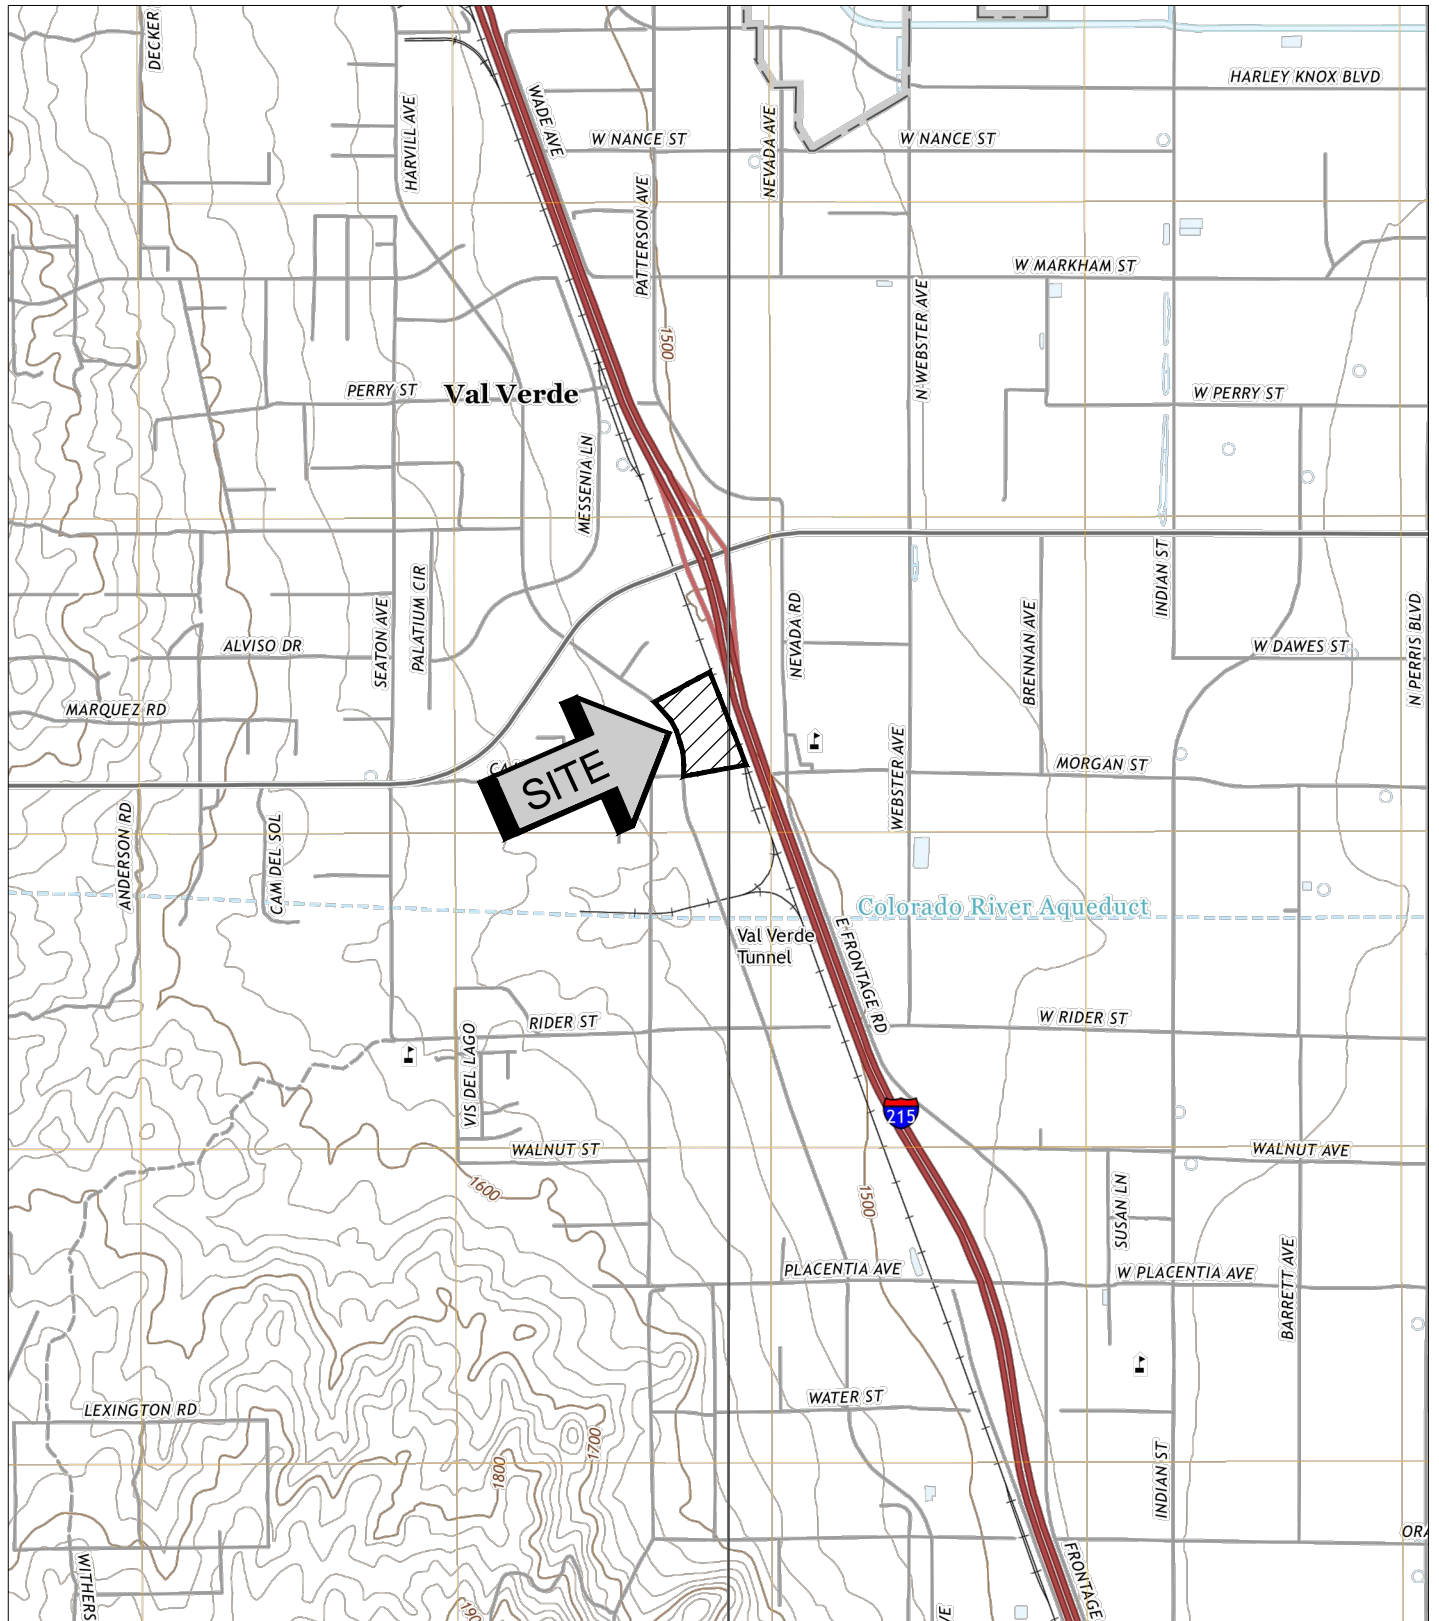 DECKER
HARLEY KNOX BLVD
HARVILL AVE
WADE AVE
NEVADA AVE
W NANCE ST
W NANCE ST
PATTERSON AVE
W MARKHAM ST
N WEBSTER AVE
1500
PERRY ST
Val Verde
W PERRY ST
MESSENIA LN
INDIAN ST
PALATIUM CIR
SEATON AVE
NEVADA RD
BRENNAN AVE
N PERRIS BLVD
ALVISO DR
W DAWES ST
MARQUEZ RD
WEBSTER AVE
MORGAN ST
CA
SITE
ANDERSON RD
CAM DEL SOL
Colorado River Aqueduct
Val Verde
Tunnel
E FRONTAGE RD
RIDER ST
W RIDER ST
VIS DEL LAGO
215
WALNUT ST
WALNUT AVE
1600
1500
SUSAN LN
PLACENTIA AVE
W PLACENTIA AVE
BARRETT AVE
WATER ST
LEXINGTON RD
1700
1800
INDIAN ST
ORA
WITHERS
FRONTAGE
190
VE